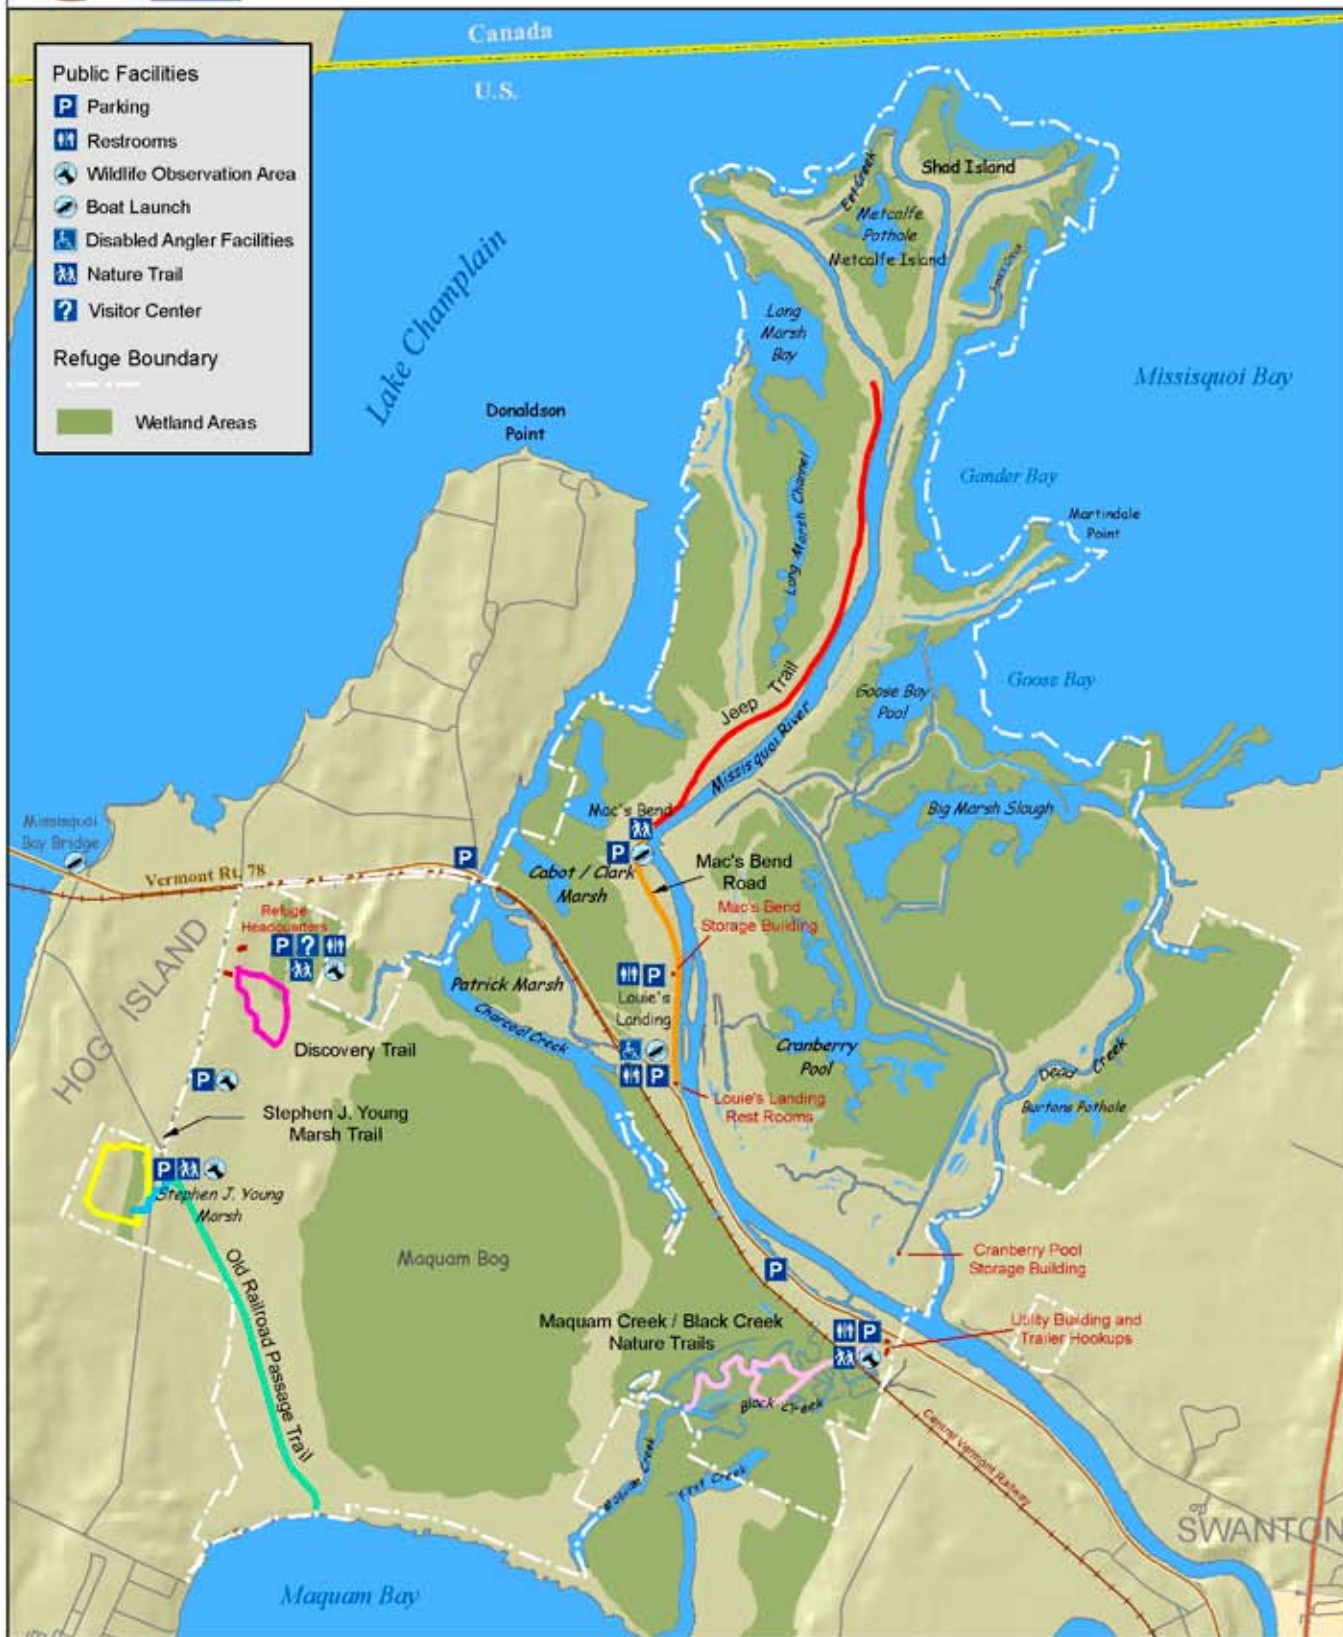 Canada
U.S.
Public Facilities
P Parking
Restrooms
Wildlife Observation Area
Boat Launch
Disabled Angler Facilities
Nature Trail
? Visitor Center
Refuge Boundary
Wetland Areas
Lake Champlain
Shad Island
Eel Creek
Metcalfe
Pothole
Metcalfe Island
Long
Marsh
Bay
Missisquoi Bay
Donaldson
Point
Long Marsh Channel
Gander Bay
Martindale
Point
Goose Bay
Goose Bay
Pool
Jeep Trail
Missisquoi River
Big Marsh Slough
Mac's Bend
P
Missisquoi
Bay Bridge
Vermont Rt. 78
P
Cabot / Clark
Marsh
Mac's Bend
Road
Mac's Bend
Storage Building
Refuge
Headquarters
P ?
HOG ISLAND
Patrick Marsh
P
Louie's
Landing
Charcoal Creek
Discovery Trail
Cranberry
Pool
Dead Creek
P
P
Louie's Landing
Rest Rooms
Burtons Pothole
Stephen J. Young
Marsh Trail
P
Stephen J. Young
Marsh
Old Railroad Passage Trail
Maquam Bog
Cranberry Pool
Storage Building
P
Maquam Creek / Black Creek
Nature Trails
P
Utility Building and
Trailer Hookups
Black Creek
Maquam Creek
First Creek
Central Vermont Railway
SWANTON
Maquam Bay